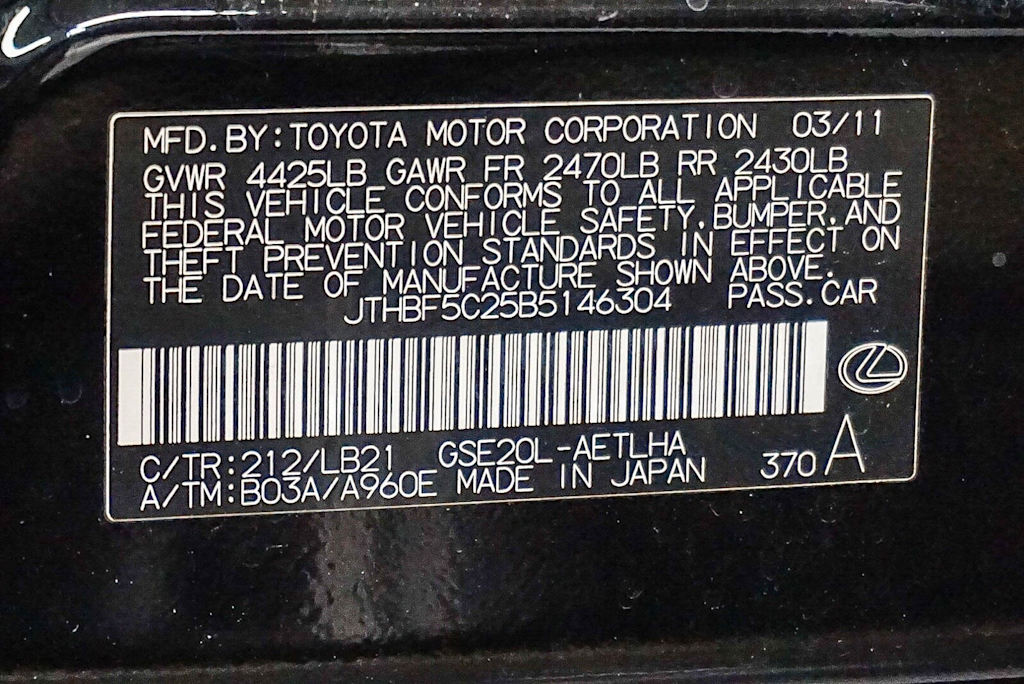 MFD.BY:TOYOTA MOTOR CORPORATION 03/11
GVWR 4425LB GAWR FR 2470LB RR 2430LB
THIS VEHICLE CONFORMS TO ALL APPLICABLE
FEDERAL MOTOR VEHICLE SAFETY,BUMPER,AND
THEFT PREVENTION STANDARDS IN EFFECT ON
THE DATE OF MANUFACTURE SHOWN ABOVE.
JTHBF5C25B5146304 PASS.CAR
C/TR:212/LB21 GSE20L-AETLHA
A/TM:B03A/A960E MADE IN JAPAN 370 A